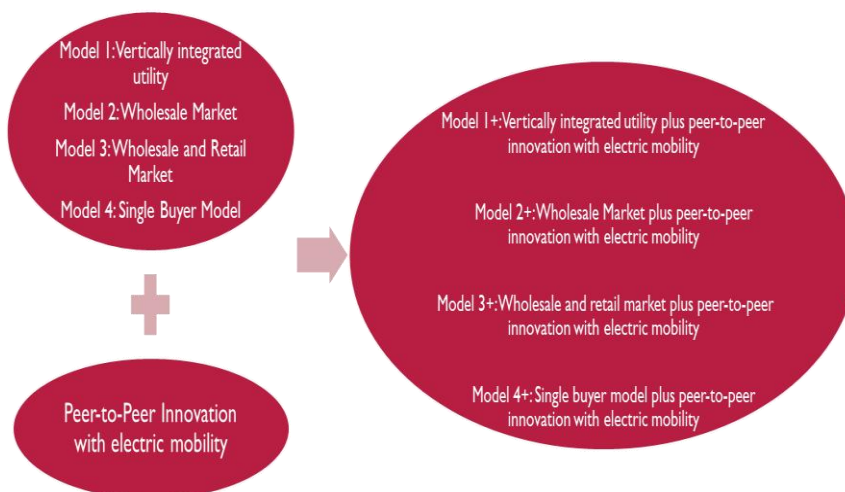 Model 1:Vertically integrated
utility
Model 2:Wholesale Market
Model 3:Wholesale and Retail
Market
Model 4:Single Buyer Model
Peer-to-Peer Innovation
with electric mobility
Model 1+:Vertically integrated utility plus peer-to-peer
innovation with electric mobility
Model 2+:Wholesale Market plus peer-to-peer
innovation with electric mobility
Model 3+:Wholesale and retail market plus peer-to-peer
innovation with electric mobility
Model 4+:Single buyer model plus peer-to-peer
innovation with electric mobility